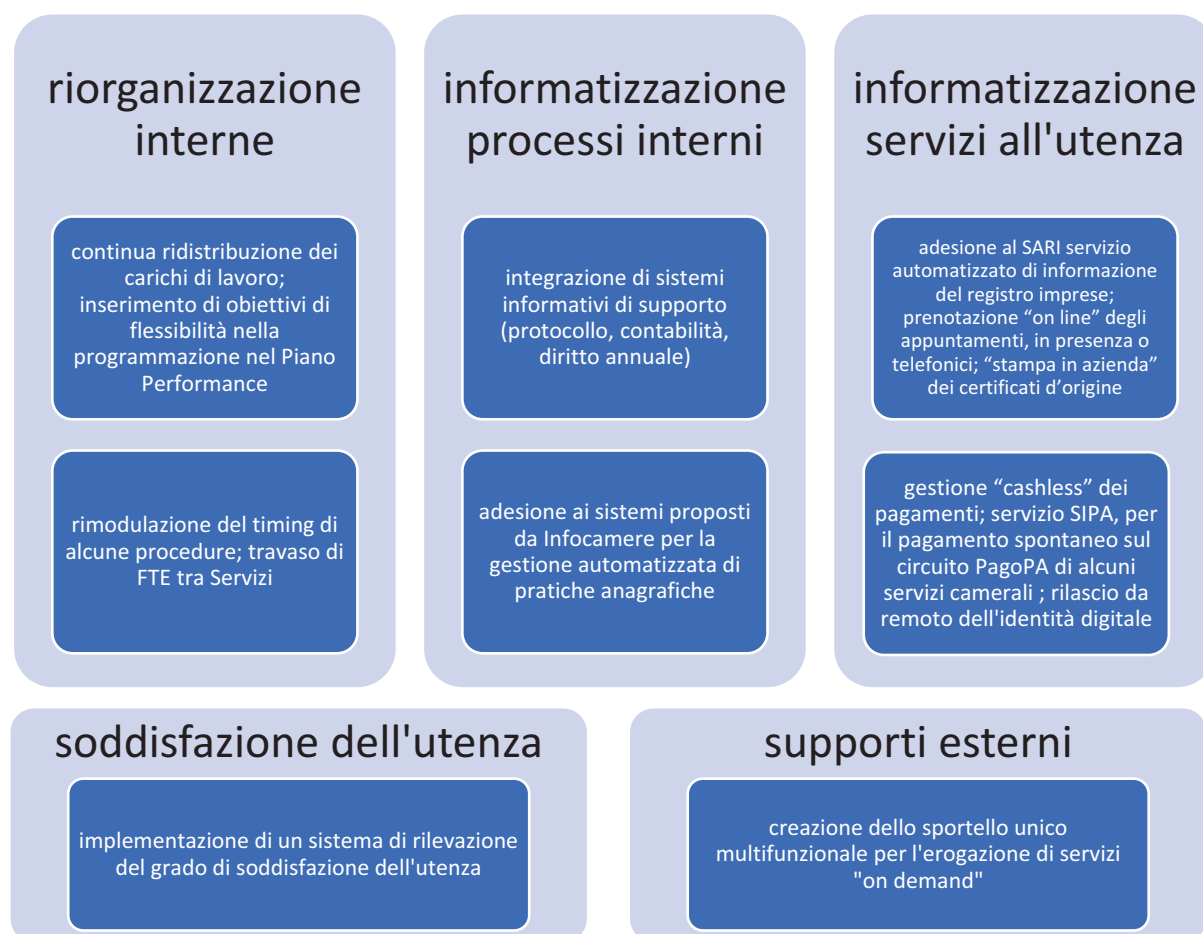 riorganizzazione
interne
continua ridistribuzione dei
carichi di lavoro;
inserimento di obiettivi di
flessibilità nella
programmazione nel Piano
Performance
rimodulazione del timing di
alcune procedure; travaso di
FTE tra Servizi
informatizzazione
processi interni
integrazione di sistemi
informativi di supporto
(protocollo, contabilità,
diritto annuale)
adesione ai sistemi proposti
da Infocamere per la
gestione automatizzata di
pratiche anagrafiche
informatizzazione
servizi all'utenza
adesione al SARI servizio
automatizzato di informazione
del registro imprese;
prenotazione “on line” degli
appuntamenti, in presenza o
telefonici; “stampa in azienda”
dei certificati d’origine
gestione “cashless” dei
pagamenti; servizio SIPA, per
il pagamento spontaneo sul
circuito PagoPA di alcuni
servizi camerali ; rilascio da
remoto dell'identità digitale
soddisfazione dell'utenza
implementazione di un sistema di rilevazione
del grado di soddisfazione dell'utenza
supporti esterni
creazione dello sportello unico
multifunzionale per l'erogazione di servizi
"on demand"